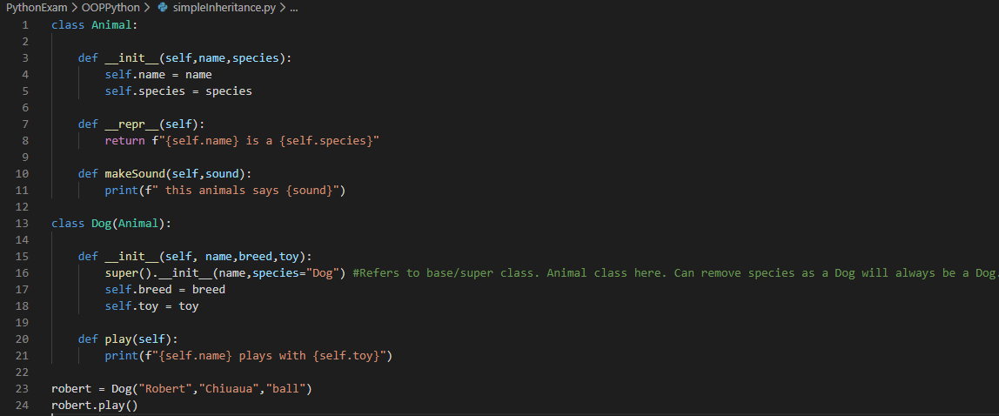 PythonExam > OOPPython > simpleInheritance.py > ...
1 class Animal:
2
3     def __init__(self,name,species):
4         self.name = name
5         self.species = species
6
7     def __repr__(self):
8         return f"{self.name} is a {self.species}"
9
10     def makeSound(self,sound):
11         print(f" this animals says {sound}")
12
13 class Dog(Animal):
14
15     def __init__(self, name,breed,toy):
16         super().__init__(name,species="Dog") #Refers to base/super class. Animal class here. Can remove species as a Dog will always be a Dog.
17         self.breed = breed
18         self.toy = toy
19
20     def play(self):
21         print(f"{self.name} plays with {self.toy}")
22
23 robert = Dog("Robert","Chiuaua","ball")
24 robert.play()